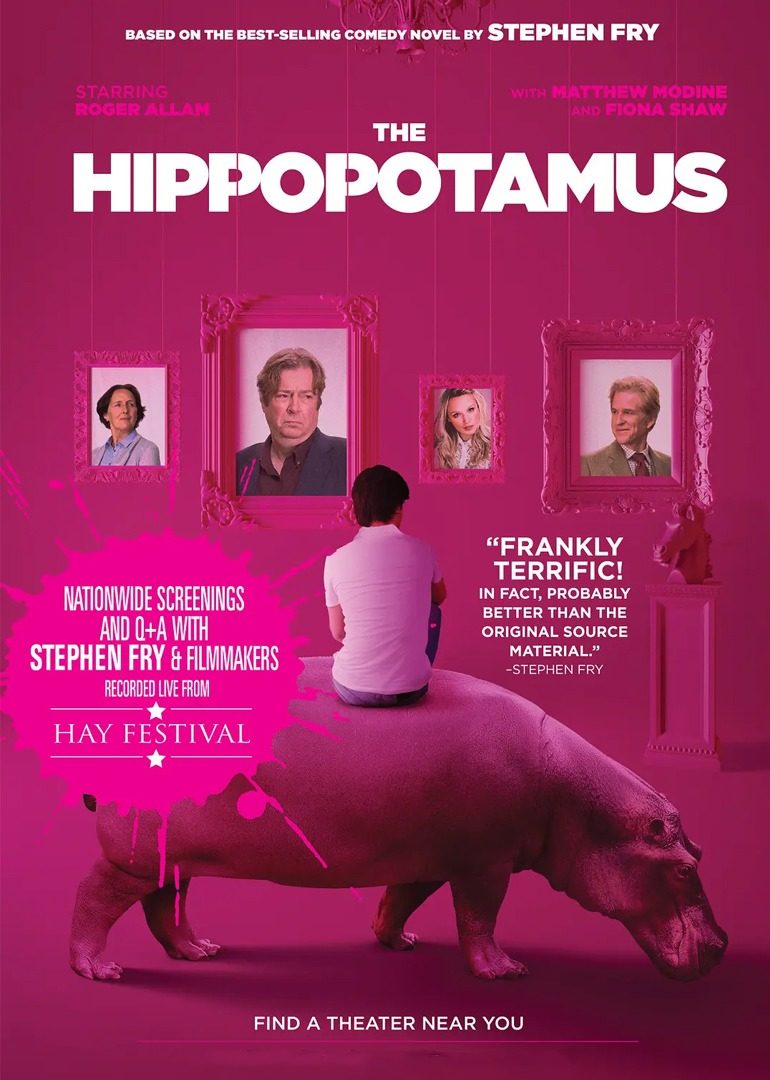 BASED ON THE BEST-SELLING COMEDY NOVEL BY STEPHEN FRY
STARRING
ROGER ALLAM
WITH MATTHEW MODINE
AND FIONA SHAW
THE
HIPPOPOTAMUS
"FRANKLY
TERRIFIC!
IN FACT, PROBABLY
BETTER THAN THE
ORIGINAL SOURCE
MATERIAL."
–STEPHEN FRY
NATIONWIDE SCREENINGS
AND Q+A WITH
STEPHEN FRY & FILMMAKERS
RECORDED LIVE FROM
HAY FESTIVAL
FIND A THEATER NEAR YOU